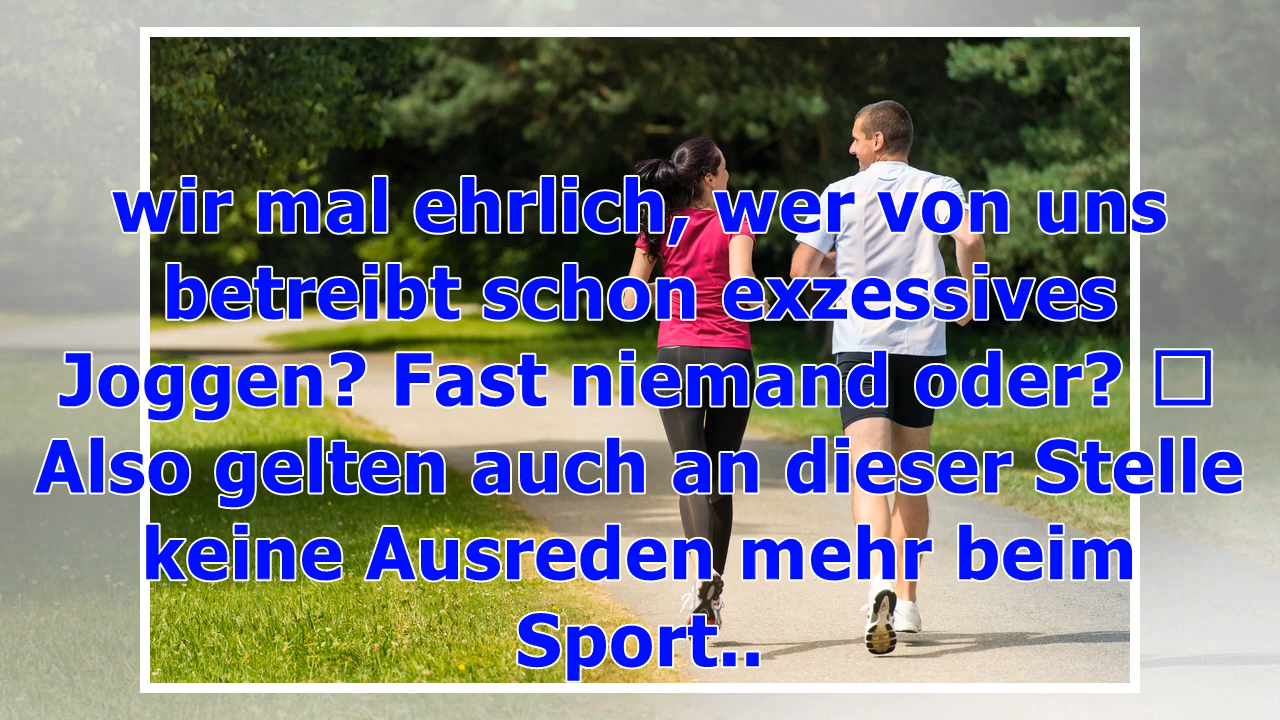 wir mal ehrlich, wer von uns
betreibt schon exzessives
Joggen? Fast niemand oder? □
Also gelten auch an dieser Stelle
keine Ausreden mehr beim
Sport..